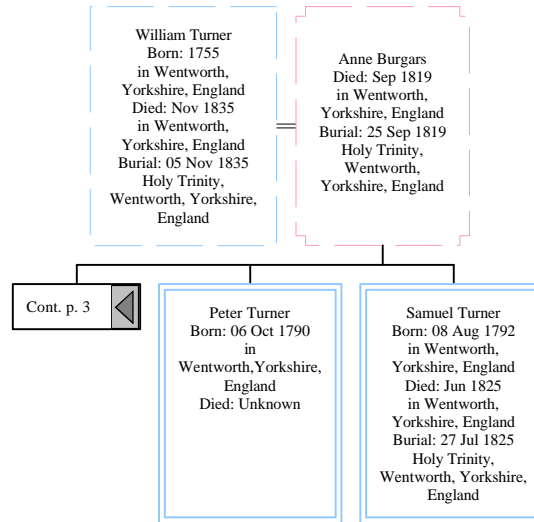 William Turner
Born: 1755
in Wentworth,
Yorkshire, England
Died: Nov 1835
in Wentworth,
Yorkshire, England
Burial: 05 Nov 1835
Holy Trinity,
Wentworth, Yorkshire,
England
Anne Burgars
Died: Sep 1819
in Wentworth,
Yorkshire, England
Burial: 25 Sep 1819
Holy Trinity,
Wentworth,
Yorkshire, England
Cont. p. 3
Peter Turner
Born: 06 Oct 1790
in
Wentworth,Yorkshire,
England
Died: Unknown
Samuel Turner
Born: 08 Aug 1792
in Wentworth,
Yorkshire, England
Died: Jun 1825
in Wentworth,
Yorkshire, England
Burial: 27 Jul 1825
Holy Trinity,
Wentworth, Yorkshire,
England